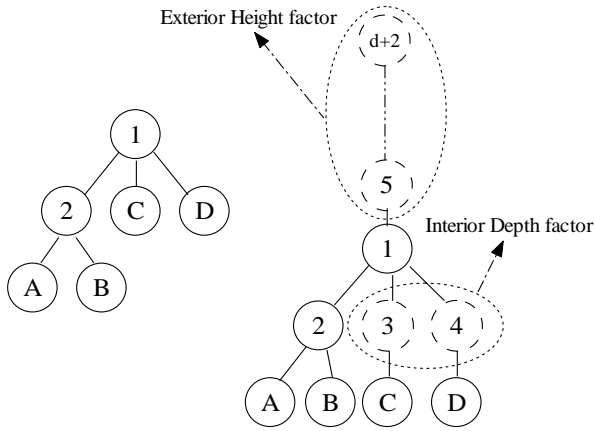 Exterior Height factor
d+2
1
5
2
C
D
1
Interior Depth factor
A
B
2
3
4
A
B
C
D